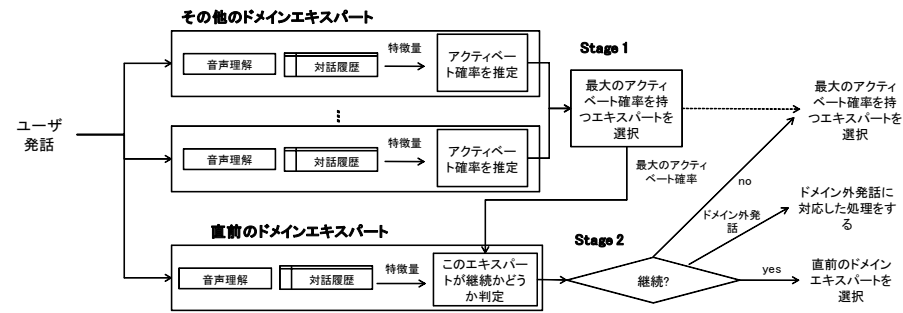 その他のドメインエキスパート
音声理解
対話履歴
特徴量
アクティベー
ト確率を推定
Stage 1
最大のアクティ
ベート確率を持
つエキスパートを
選択
最大のアクティ
ベート確率を持
つエキスパートを
選択
ユーザ
発話
音声理解
対話履歴
特徴量
アクティベー
ト確率を推定
最大のアクティ
ベート確率
no
ドメイン外発
話
ドメイン外発話に
対応した処理をす
る
直前のドメインエキスパート
Stage 2
音声理解
対話履歴
特徴量
このエキスパー
トが継続かどう
か判定
継続?
yes
直前のドメイン
エキスパートを
選択